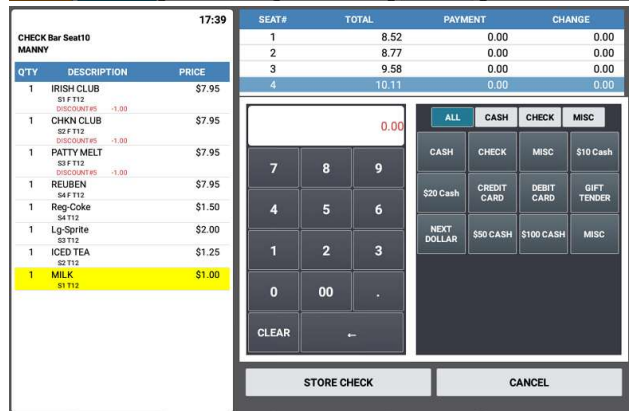 17:39
CHECK Bar Seat10
MANNY
Q'TY DESCRIPTION PRICE
1 IRISH CLUB $7.95
S1 F T12
DISCOUNT#5 -1.00
1 CHKN CLUB $7.95
S2 F T12
DISCOUNT#5 -1.00
1 PATTY MELT $7.95
S3 F T12
DISCOUNT#5 -1.00
1 REUBEN $7.95
S4 F T12
1 Reg-Coke $1.50
S4 T12
1 Lg-Sprite $2.00
S3 T12
1 ICED TEA $1.25
S2 T12
1 MILK $1.00
S1 T12
SEAT# TOTAL PAYMENT CHANGE
1 8.52 0.00 0.00
2 8.77 0.00 0.00
3 9.58 0.00 0.00
4 10.11 0.00 0.00
0.00
7 8 9
4 5 6
1 2 3
0 00 .
CLEAR ←
ALL CASH CHECK MISC
CASH CHECK MISC $10 Cash
$20 Cash CREDIT CARD DEBIT CARD GIFT TENDER
NEXT DOLLAR $50 CASH $100 CASH MISC
STORE CHECK CANCEL